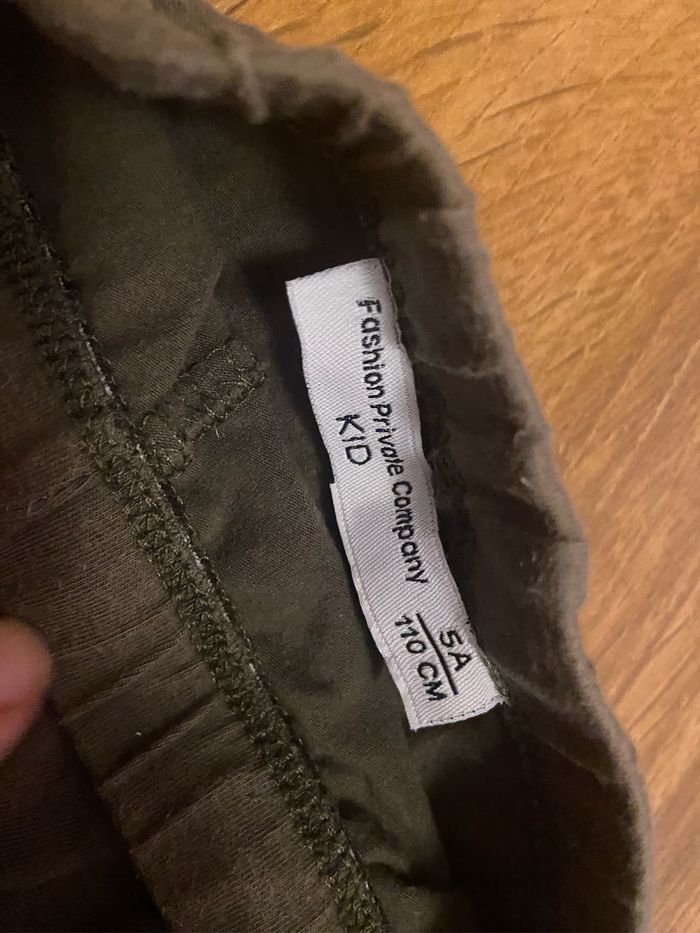 Fashion Private Company
KID
5A
110 CM